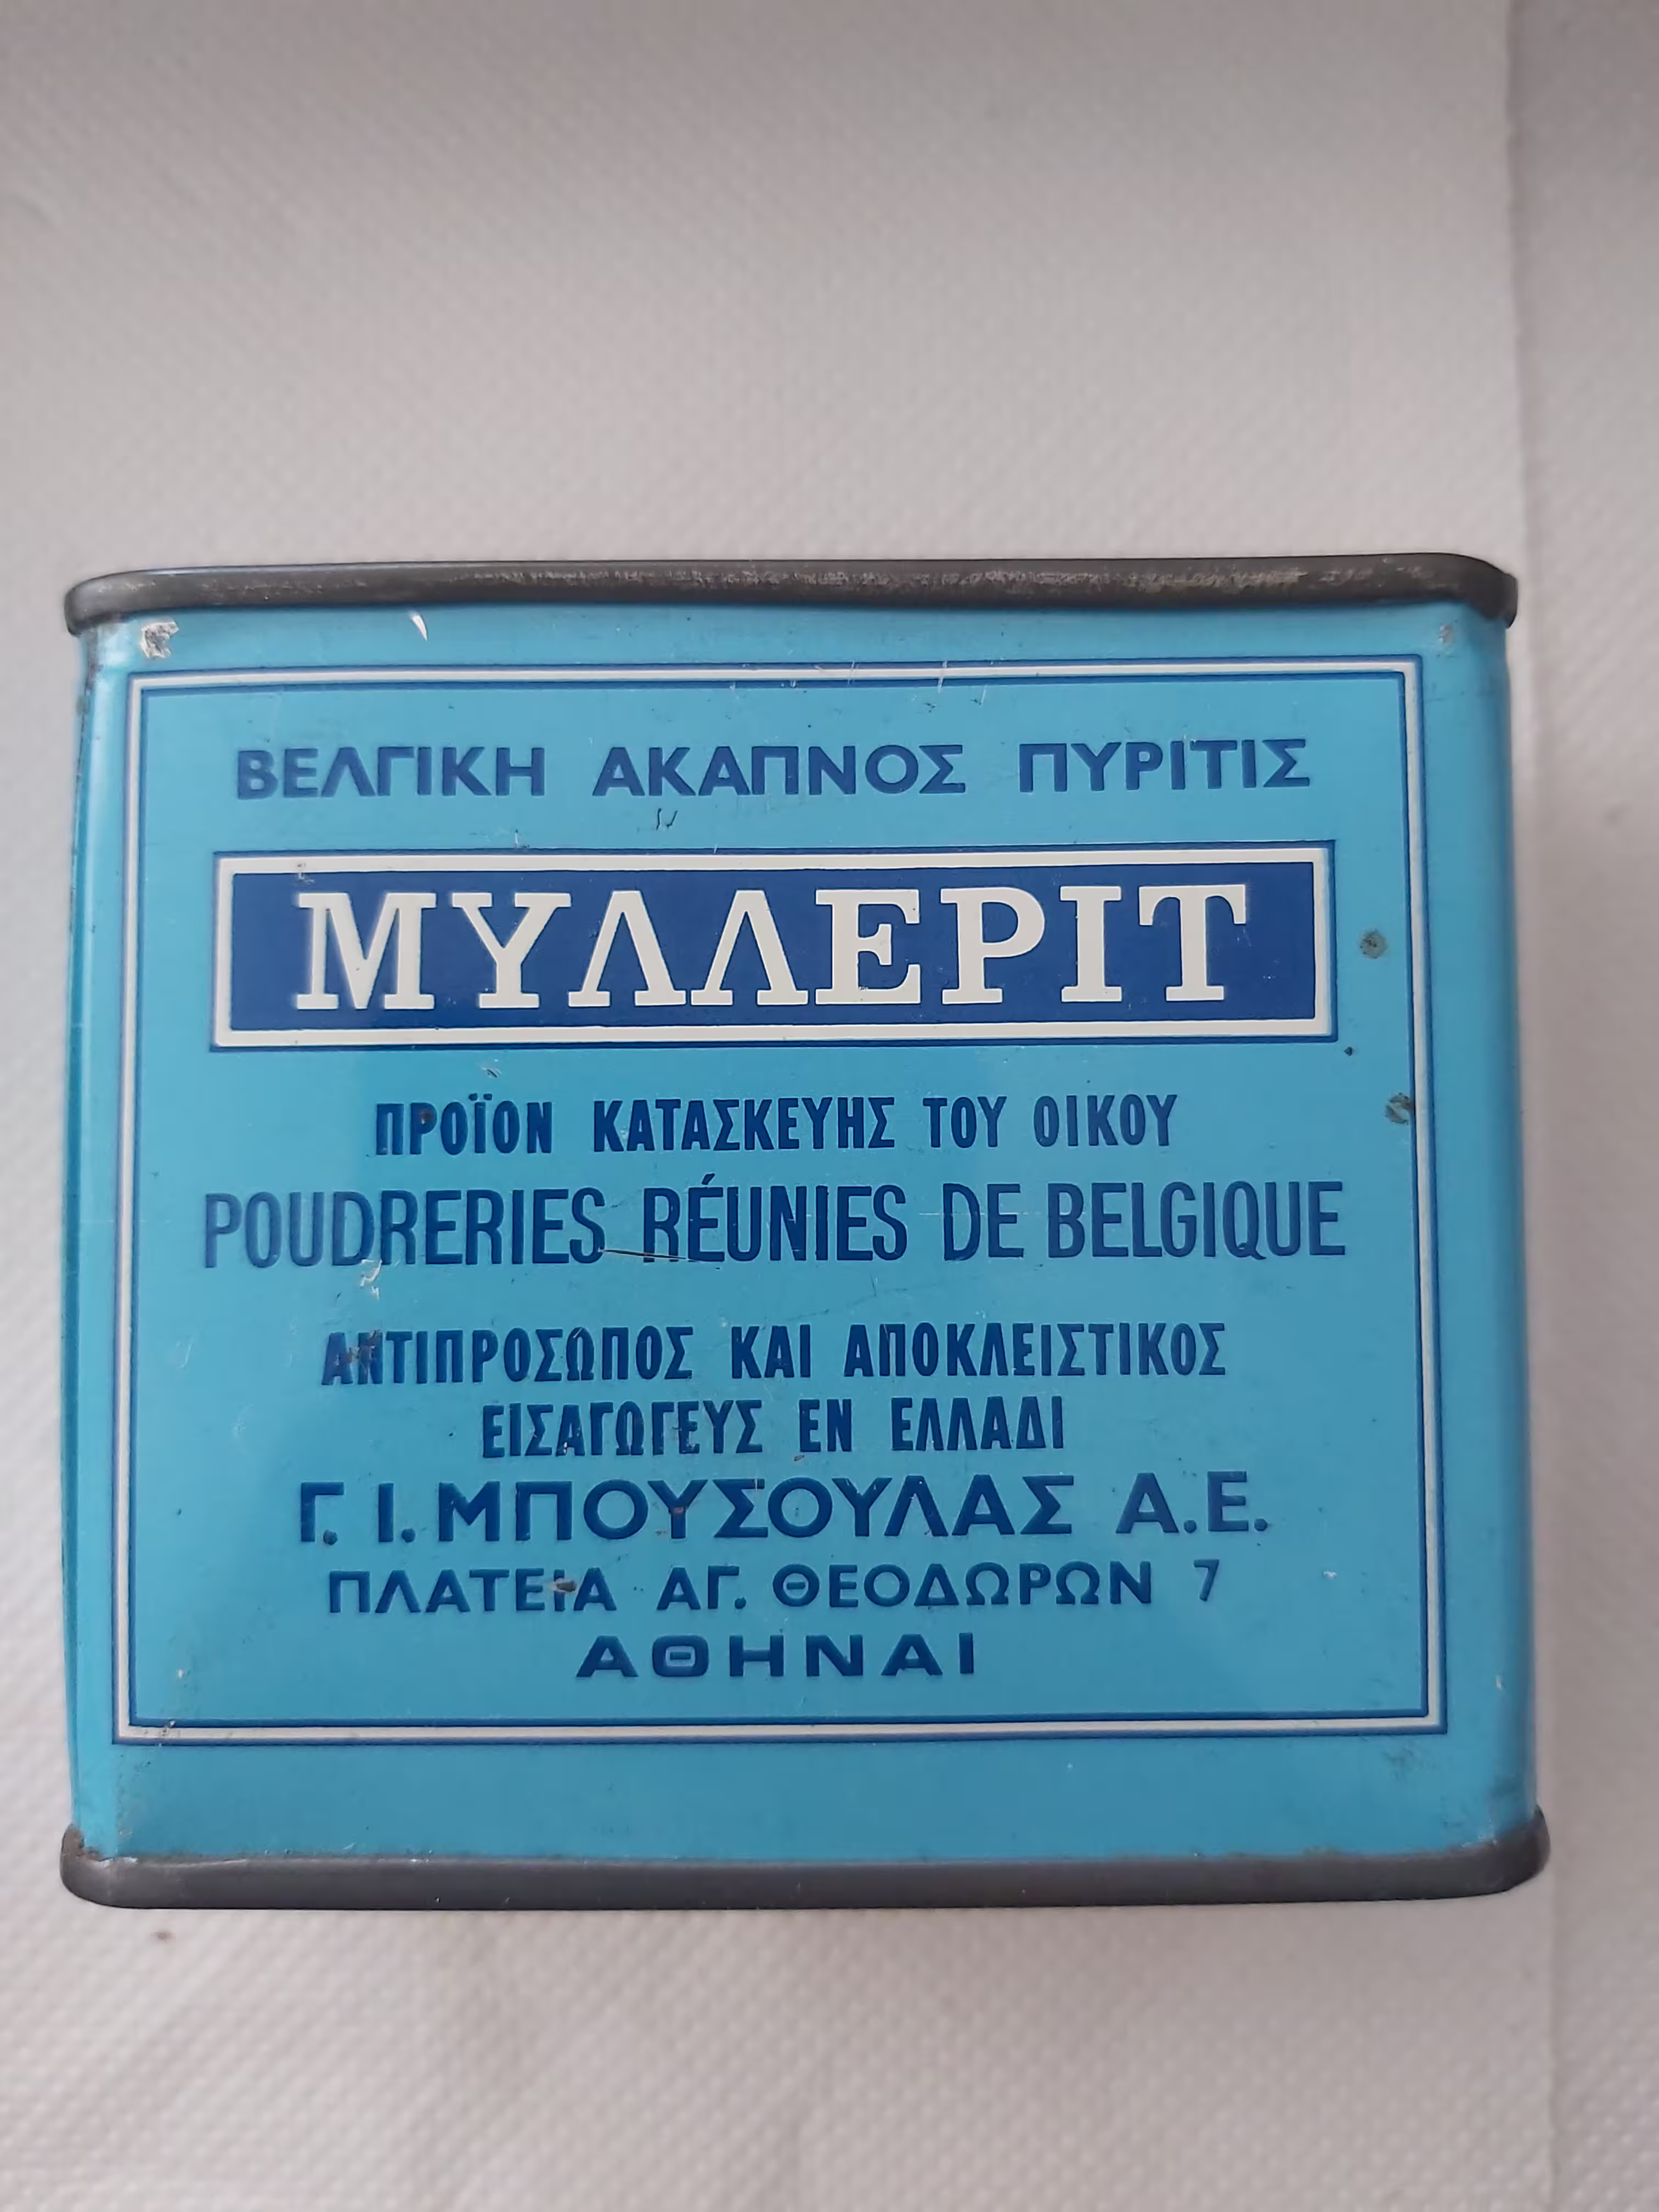 ΒΕΛΓΙΚΗ ΑΚΑΠΝΟΣ ΠΥΡΙΤΙΣ
ΜΥΛΛΕΡΙΤ
ΠΡΟΪΟΝ ΚΑΤΑΣΚΕΥΗΣ ΤΟΥ ΟΙΚΟΥ
POUDRERIES RÉUNIES DE BELGIQUE
ΑΝΤΙΠΡΟΣΩΠΟΣ ΚΑΙ ΑΠΟΚΛΕΙΣΤΙΚΟΣ
ΕΙΣΑΓΩΓΕΥΣ ΕΝ ΕΛΛΑΔΙ
Γ. Ι. ΜΠΟΥΣΟΥΛΑΣ Α.Ε.
ΠΛΑΤΕΙΑ ΑΓ. ΘΕΟΔΩΡΩΝ 7
ΑΘΗΝΑΙ